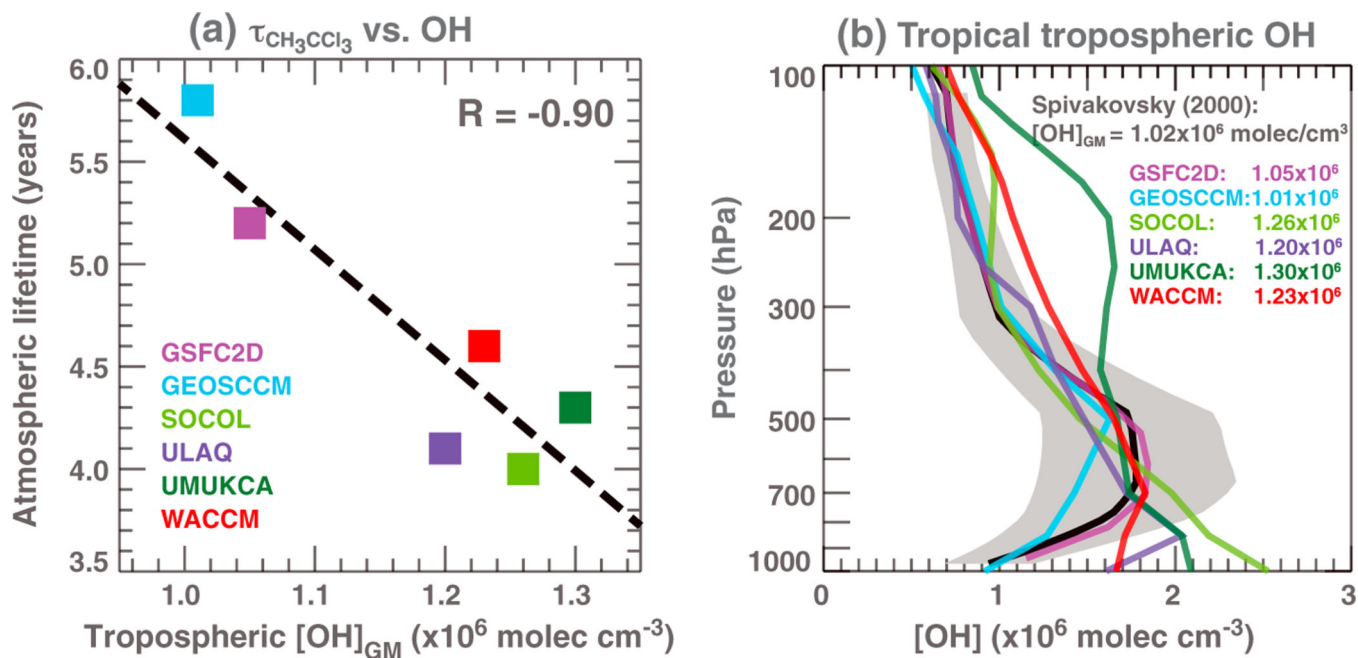 (a) τCH3CCl3 vs. OH
Atmospheric lifetime (years)
6.0
5.5
5.0
4.5
4.0
3.5
R = -0.90
GSFC2D
GEOSCCM
SOCOL
ULAQ
UMUKCA
WACCM
1.0 1.1 1.2 1.3
Tropospheric [OH]GM (x10⁶ molec cm⁻³)
(b) Tropical tropospheric OH
Pressure (hPa)
100
200
300
500
700
1000
Spivakovsky (2000):
[OH]GM = 1.02x10⁶ molec/cm³
GSFC2D: 1.05x10⁶
GEOSCCM: 1.01x10⁶
SOCOL: 1.26x10⁶
ULAQ: 1.20x10⁶
UMUKCA: 1.30x10⁶
WACCM: 1.23x10⁶
0 1 2 3
[OH] (x10⁶ molec cm⁻³)